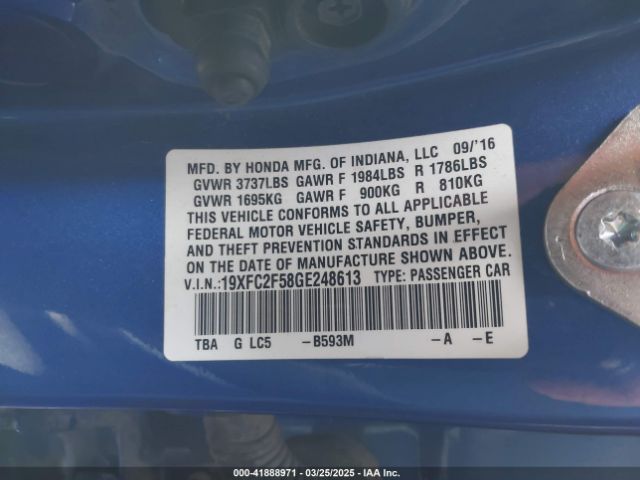 MFD. BY HONDA MFG. OF INDIANA, LLC 09/'16
GVWR 3737LBS GAWR F 1984LBS R 1786LBS
GVWR 1695KG GAWR F 900KG R 810KG
THIS VEHICLE CONFORMS TO ALL APPLICABLE
FEDERAL MOTOR VEHICLE SAFETY, BUMPER,
AND THEFT PREVENTION STANDARDS IN EFFECT
ON THE DATE OF MANUFACTURE SHOWN ABOVE.
V.I.N.:19XFC2F58GE248613 TYPE: PASSENGER CAR
TBA G LC5 -B593M -A -E
000-41888971 — 03/25/2025 — IAA Inc.